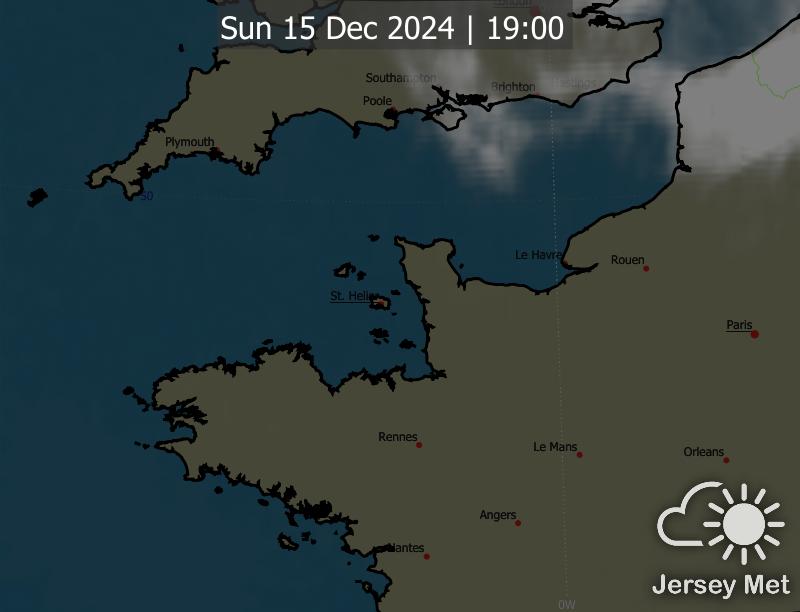 London
Sun 15 Dec 2024 | 19:00
Southampton
Brighton
Hastings
Poole
Plymouth
50
Le Havre
Rouen
St. Helier
Paris
Rennes
Le Mans
Orleans
Angers
Nantes
Jersey Met
0W